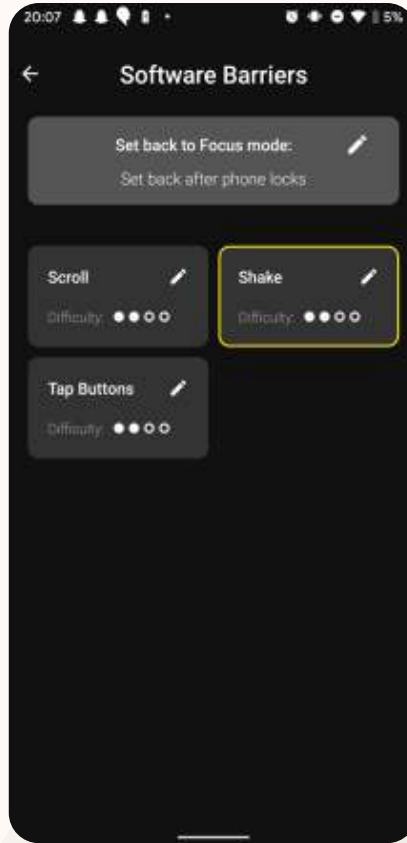 20:07 5%
Software Barriers
Set back to Focus mode:
Set back after phone locks
Scroll
Difficulty:
Shake
Difficulty:
Tap Buttons
Difficulty: